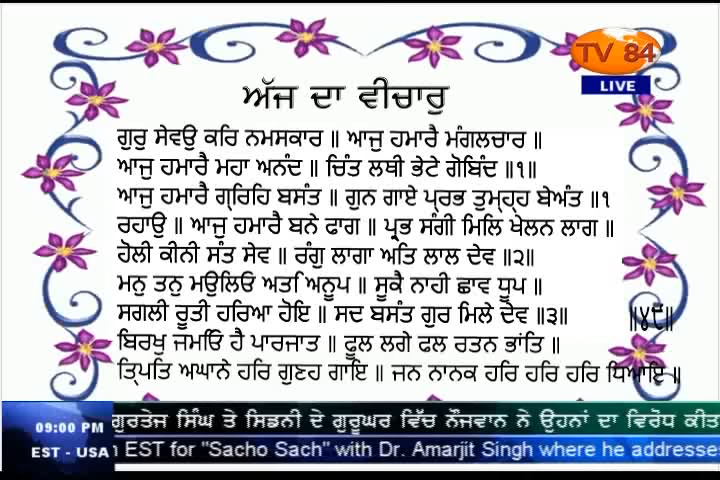 TV 84
LIVE
ਅੱਜ ਦਾ ਵੀਚਾਰੁ
ਗੁਰੁ ਸੇਵਉ ਕਰਿ ਨਮਸਕਾਰ ॥ ਆਜੁ ਹਮਾਰੈ ਮੰਗਲਚਾਰ ॥
ਆਜੁ ਹਮਾਰੈ ਮਹਾ ਅਨੰਦ ॥ ਚਿੰਤ ਲਥੀ ਭੇਟੇ ਗੋਬਿੰਦ ॥੧॥
ਆਜੁ ਹਮਾਰੈ ਗ੍ਰਿਹਿ ਬਸੰਤ ॥ ਗੁਨ ਗਾਏ ਪ੍ਰਭ ਤੁਮ੍ਹ੍ਹ ਬੇਅੰਤ ॥੧
ਰਹਾਉ ॥ ਆਜੁ ਹਮਾਰੈ ਬਨੇ ਫਾਗ ॥ ਪ੍ਰਭ ਸੰਗੀ ਮਿਲਿ ਖੇਲਨ ਲਾਗ ॥
ਹੋਲੀ ਕੀਨੀ ਸੰਤ ਸੇਵ ॥ ਰੰਗੁ ਲਾਗਾ ਅਤਿ ਲਾਲ ਦੇਵ ॥੨॥
ਮਨੁ ਤਨੁ ਮਉਲਿਓ ਅਤਿ ਅਨੂਪ ॥ ਸੂਕੈ ਨਾਹੀ ਛਾਵ ਧੂਪ ॥
ਸਗਲੀ ਰੂਤੀ ਹਰਿਆ ਹੋਇ ॥ ਸਦ ਬਸੰਤ ਗੁਰ ਮਿਲੇ ਦੇਵ ॥੩॥
ਬਿਰਖੁ ਜਮਓਿ ਹੈ ਪਾਰਜਾਤ ॥ ਫੂਲ ਲਗੇ ਫਲ ਰਤਨ ਭਾਂਤਿ ॥
ਤ੍ਰਿਪਤਿ ਅਘਾਨੇ ਹਰਿ ਗੁਣਹ ਗਾਇ ॥ ਜਨ ਨਾਨਕ ਹਰਿ ਹਰਿ ਹਰਿ ਧਿਆਇ ॥
09:00 PM
EST - USA
ਗੁਰਤੇਜ ਸਿੰਘ ਤੇ ਸਿਡਨੀ ਦੇ ਗੁਰੂਘਰ ਵਿੱਚ ਨੌਜਵਾਨ ਨੇ ਉਹਨਾਂ ਦਾ ਵਿਰੋਧ ਕੀਤ
n EST for "Sacho Sach" with Dr. Amarjit Singh where he addresses